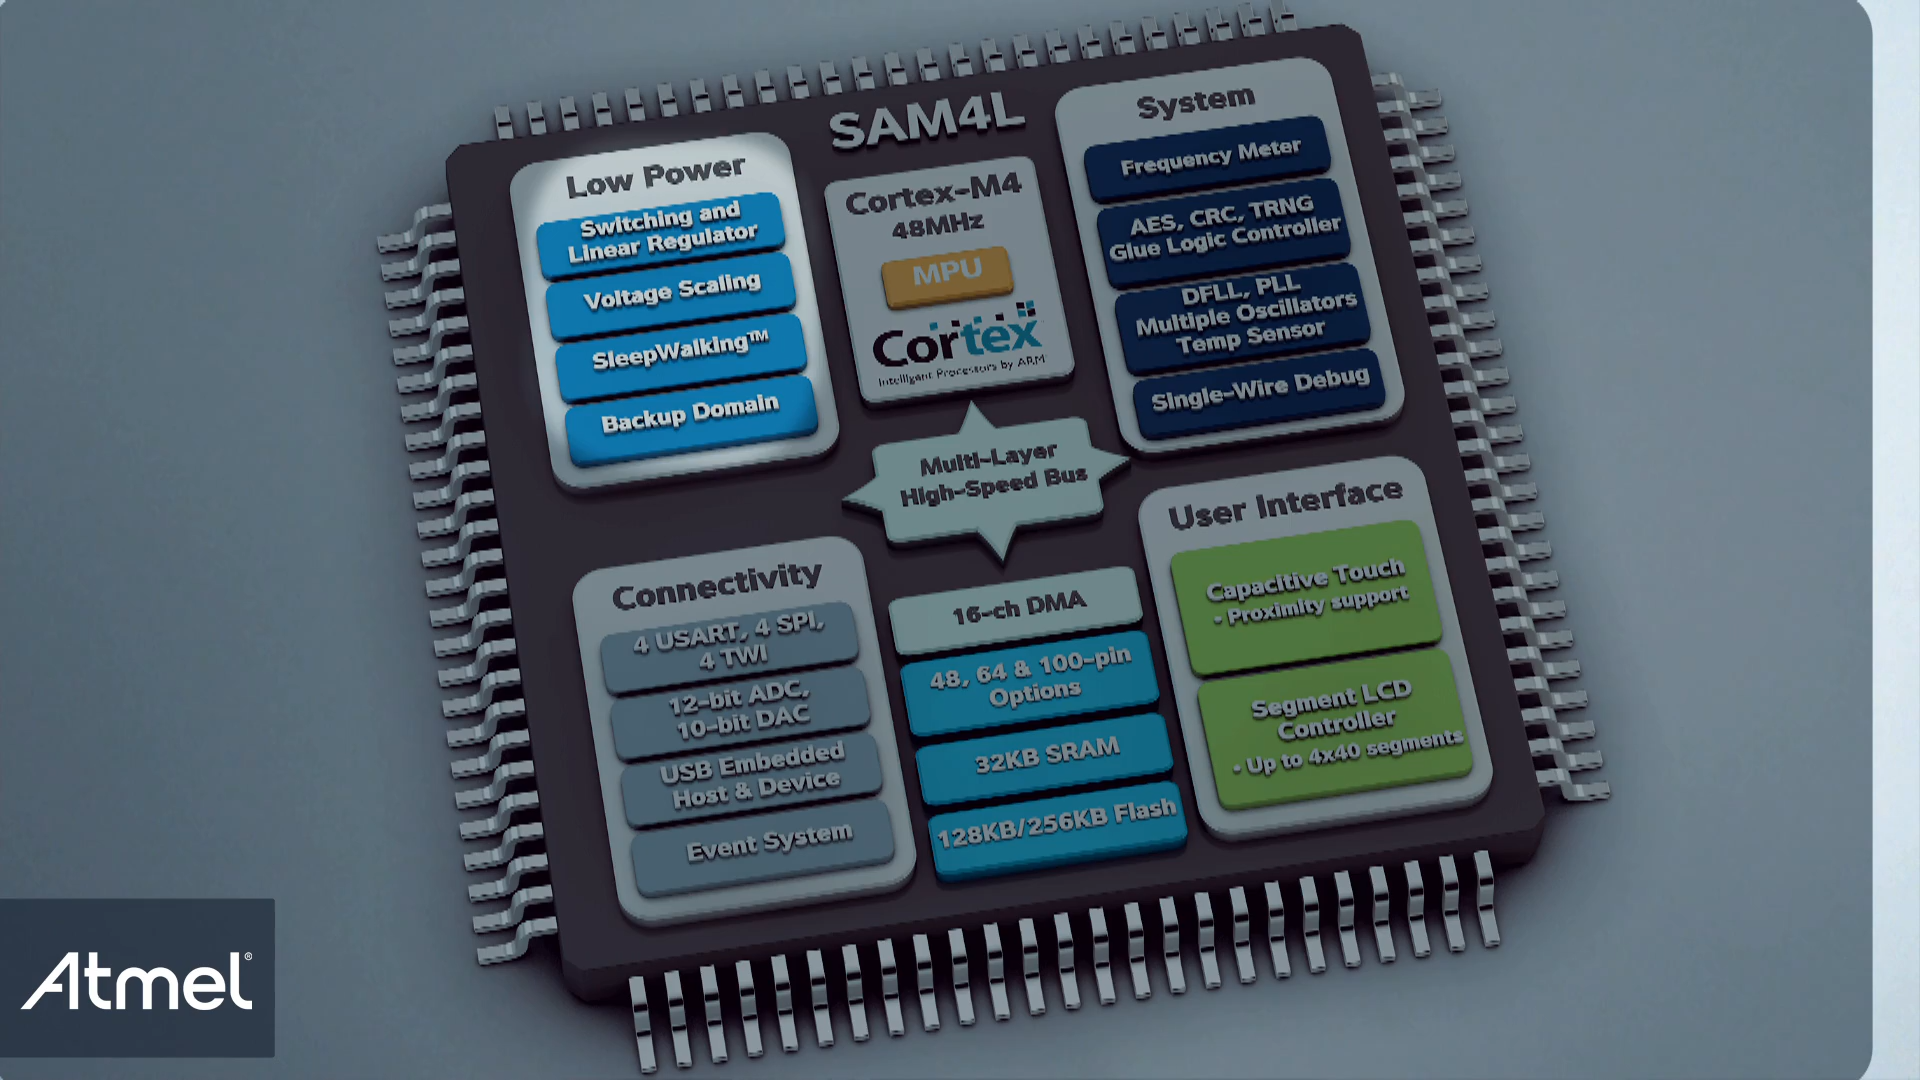 SAM4L
Low Power
Switching and
Linear Regulator
Voltage Scaling
SleepWalking™
Backup Domain
Cortex-M4
48MHz
MPU
Cortex
Intelligent Processors by ARM
System
Frequency Meter
AES, CRC, TRNG
Glue Logic Controller
DFLL, PLL
Multiple Oscillators
Temp Sensor
Single-Wire Debug
Multi-Layer
High-Speed Bus
Connectivity
4 USART, 4 SPI,
4 TWI
12-bit ADC,
10-bit DAC
USB Embedded
Host & Device
Event System
16-ch DMA
48, 64 & 100-pin
Options
32KB SRAM
128KB/256KB Flash
User Interface
Capacitive Touch
• Proximity support
Segment LCD
Controller
• Up to 4x40 segments
Atmel®